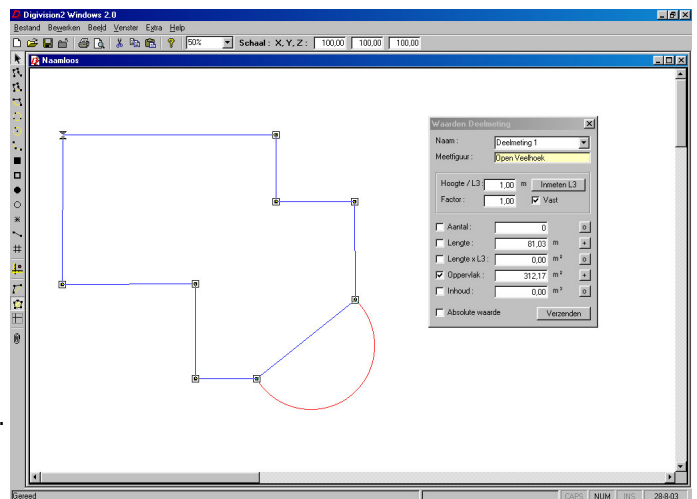 Digivision2 Windows 2.0
Bestand Bewerken Beeld Venster Extra Help
50% Schaal : X, Y, Z : 100,00 100,00 100,00
Naamloos
Waarden Deelmeting
Naam : Deelmeting 1
Meetfiguur : Open Veelhoek
Hoogte / L3 : 1,00 m Inmeten L3
Factor : 1,00 Vast
Aantal : 0 0
Lengte : 81,03 m +
Lengte x L3 : 0,00 m² 0
Oppervlak : 312,17 m² +
Inhoud : 0,00 m³ 0
Absolute waarde Verzenden
Gereed CAPS NUM INS 28-8-03